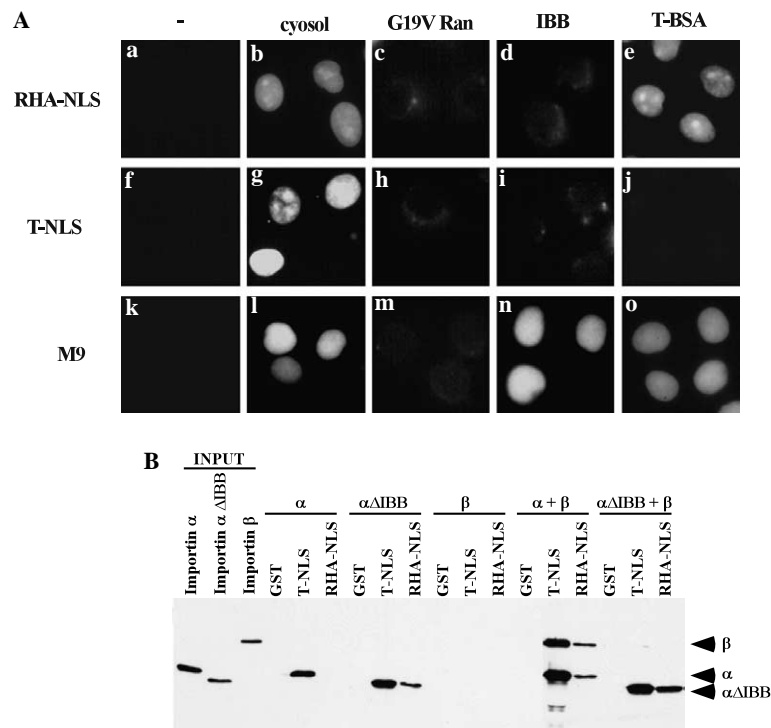 A
- cyosol G19V Ran IBB T-BSA
RHA-NLS a b c d e
T-NLS f g h i j
M9 k l m n o
B
INPUT
Importin α Importin α ΔIBB Importin β
α αΔIBB β α + β αΔIBB + β
GST T-NLS RHA-NLS GST T-NLS RHA-NLS GST T-NLS RHA-NLS GST T-NLS RHA-NLS GST T-NLS RHA-NLS
β
α
αΔIBB